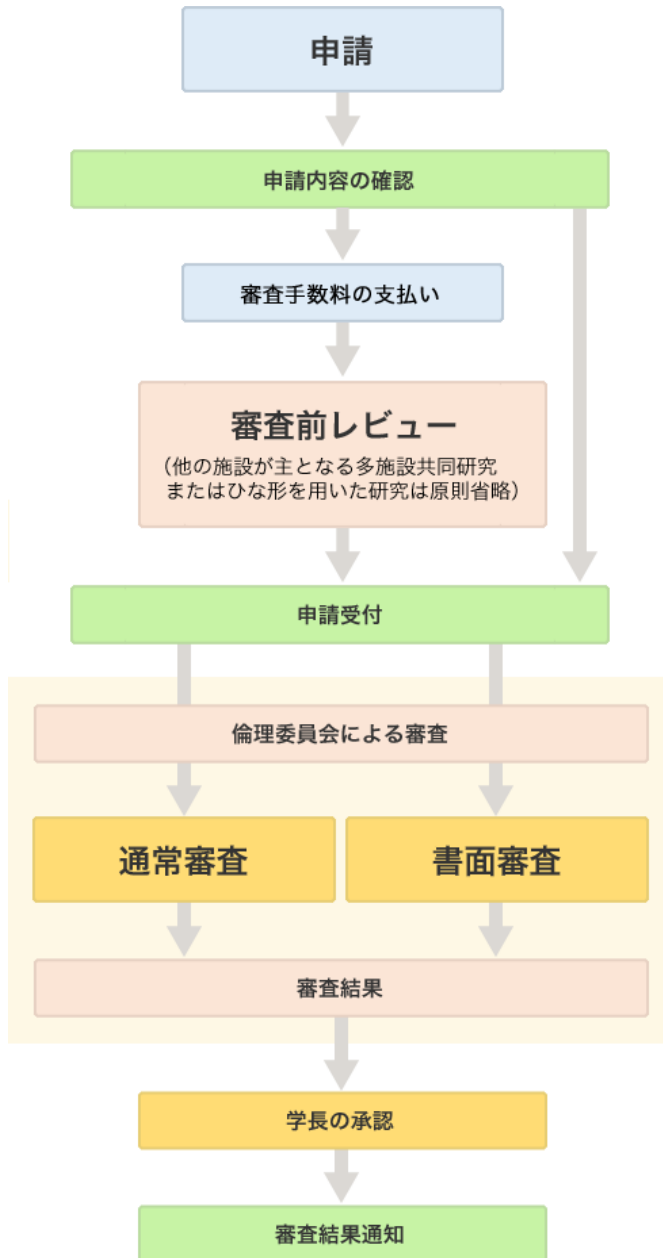 申請
申請内容の確認
審査手数料の支払い
審査前レビュー
（他の施設が主となる多施設共同研究
またはひな形を用いた研究は原則省略）
申請受付
倫理委員会による審査
通常審査
書面審査
審査結果
学長の承認
審査結果通知